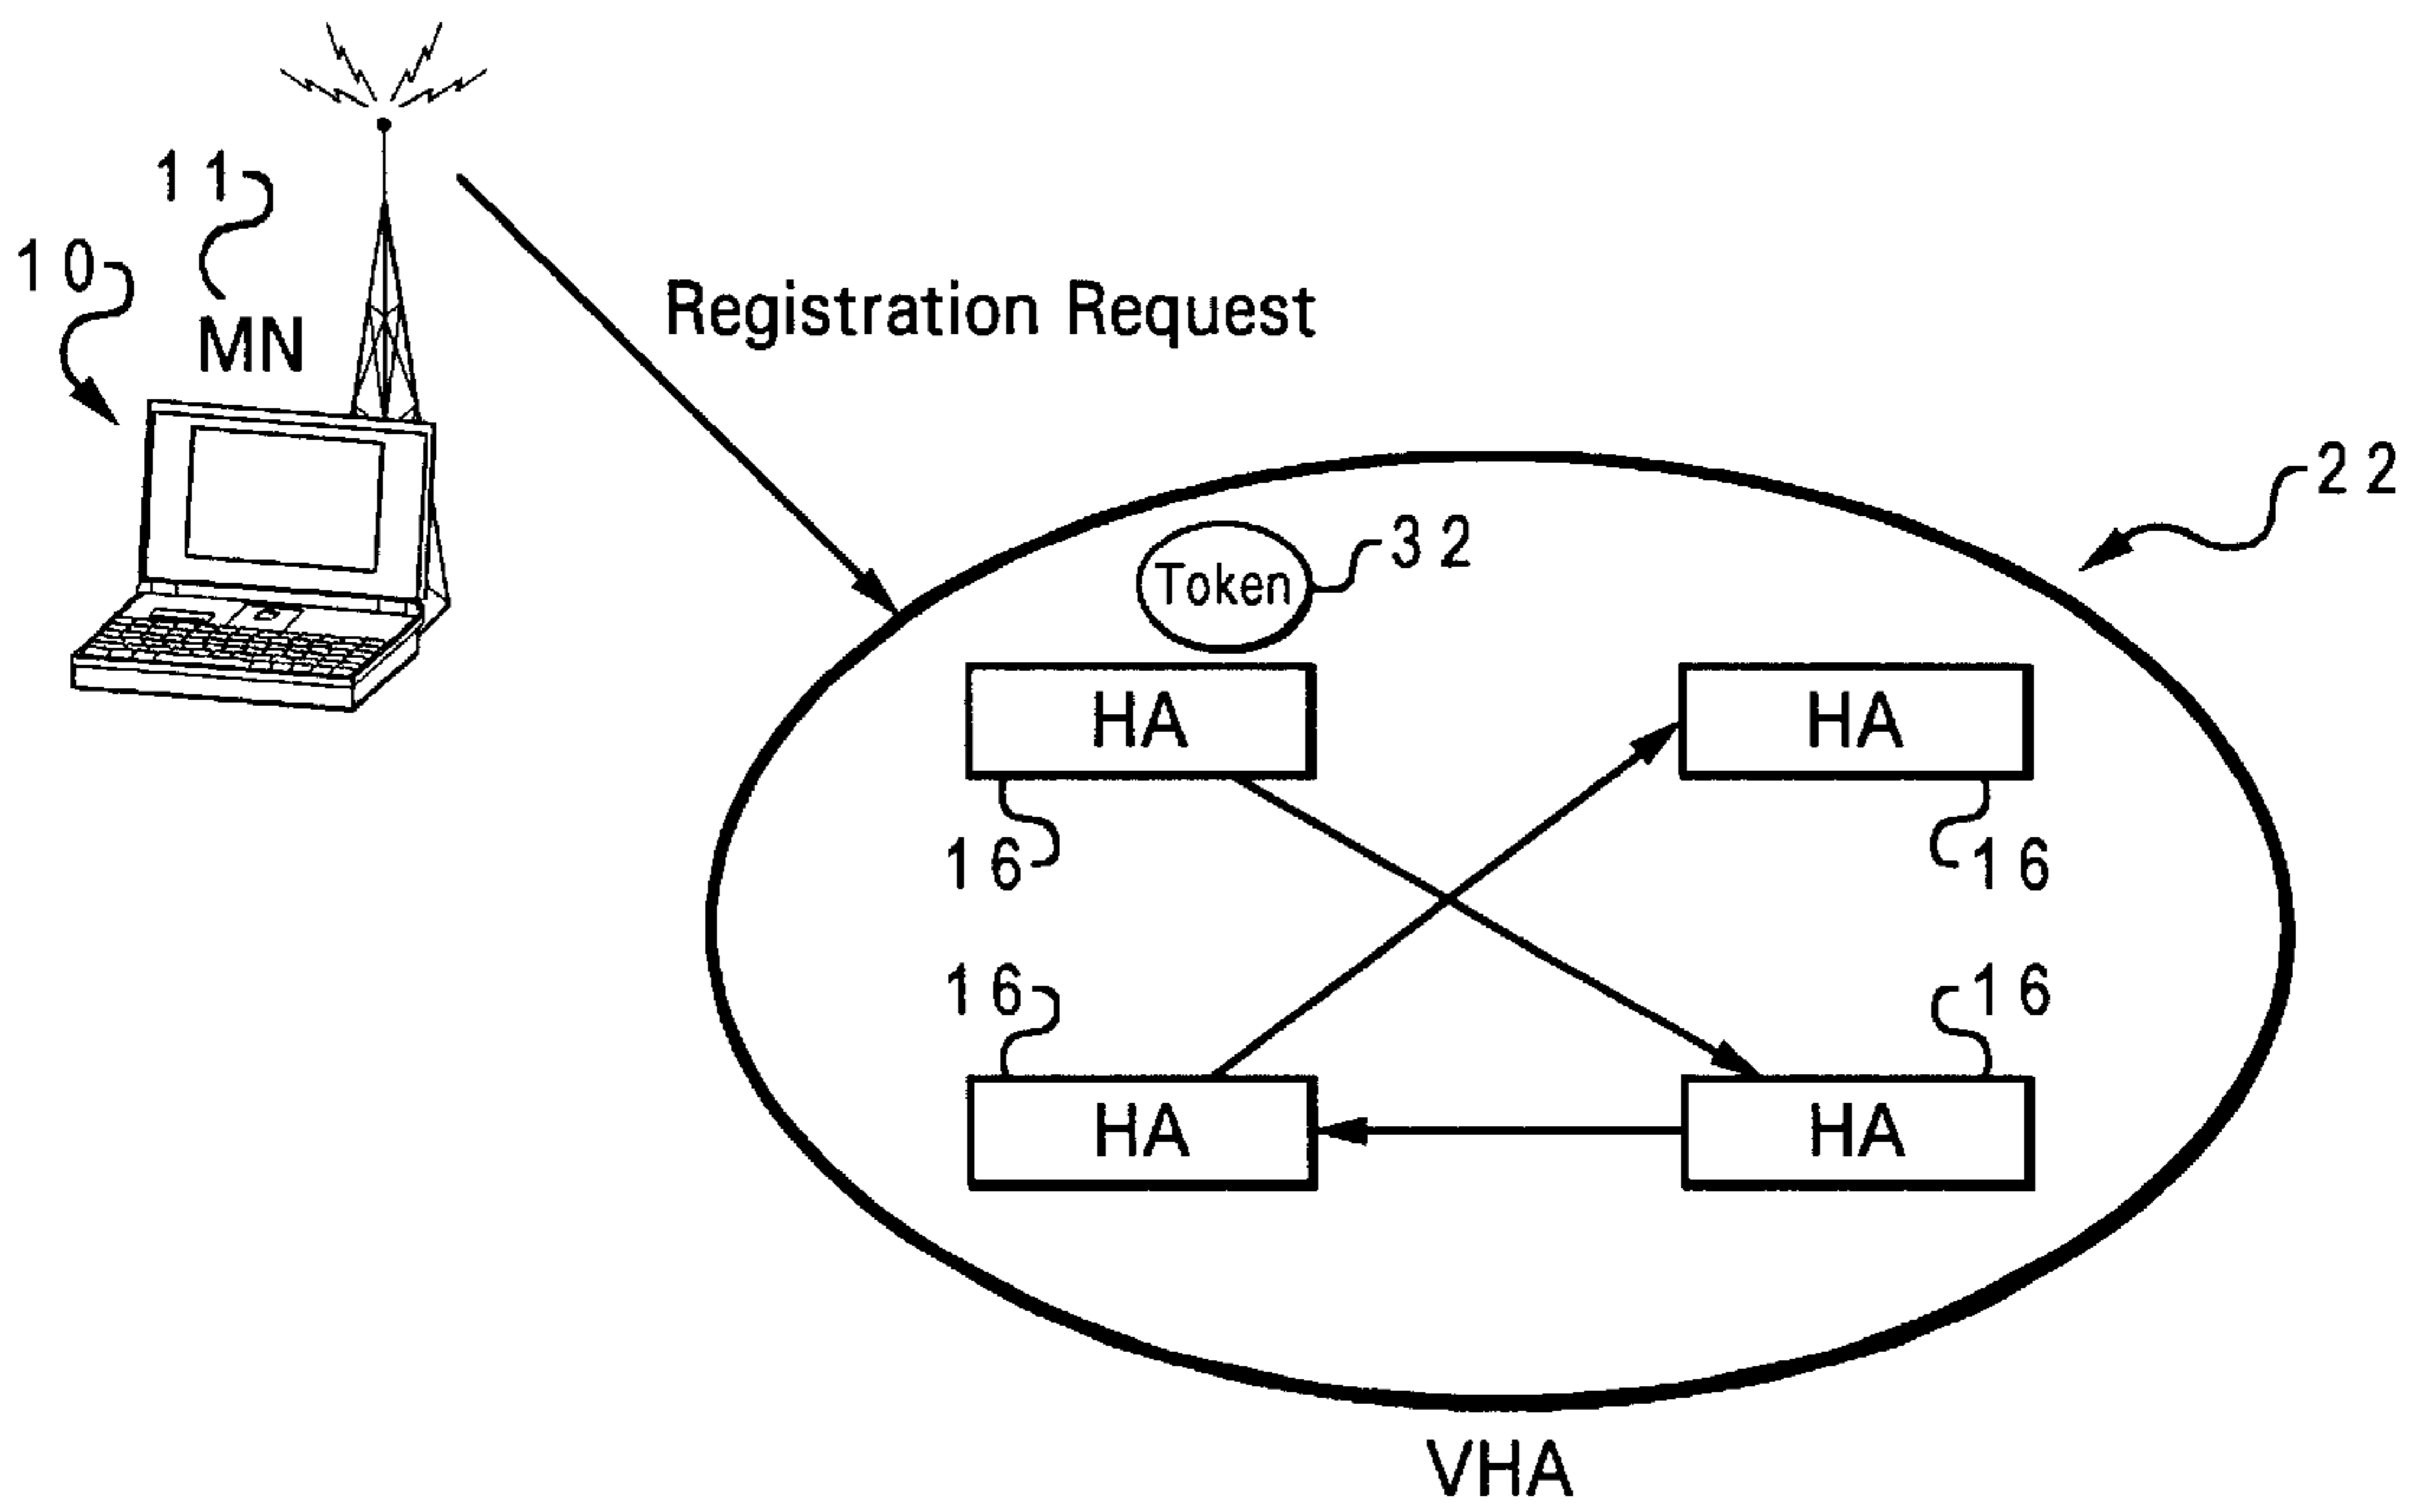 11
10
MN
Registration Request
22
32
Token
HA
HA
16
16
16
16
HA
HA
VHA